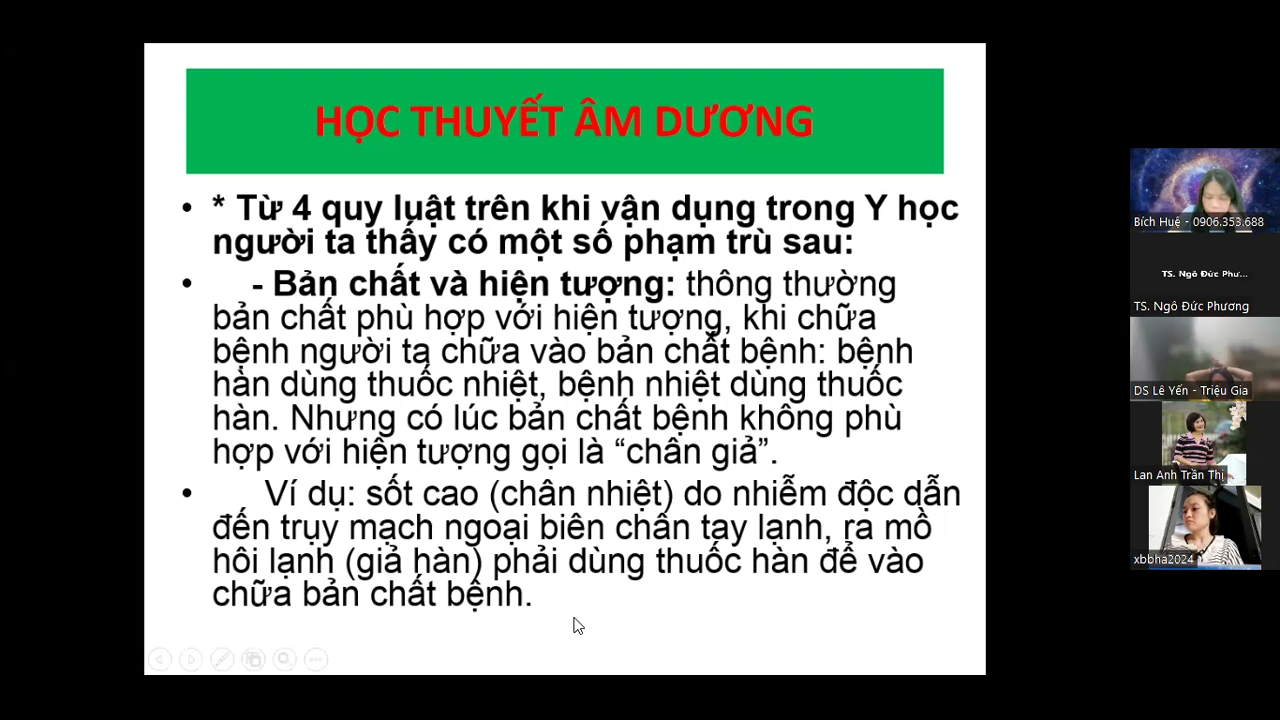 HỌC THUYẾT ÂM DƯƠNG
• * Từ 4 quy luật trên khi vận dụng trong Y học
người ta thấy có một số phạm trù sau:
• - Bản chất và hiện tượng: thông thường
bản chất phù hợp với hiện tượng, khi chữa
bệnh người ta chữa vào bản chất bệnh: bệnh
hàn dùng thuốc nhiệt, bệnh nhiệt dùng thuốc
hàn. Nhưng có lúc bản chất bệnh không phù
hợp với hiện tượng gọi là “chân giả”.
• Ví dụ: sốt cao (chân nhiệt) do nhiễm độc dẫn
đến trụy mạch ngoại biên chân tay lạnh, ra mồ
hôi lạnh (giả hàn) phải dùng thuốc hàn để vào
chữa bản chất bệnh.
Bích Huệ - 0906.353.688
TS. Ngô Đức Phư...
TS. Ngô Đức Phương
DS Lê Yến - Triệu Gia
Lan Anh Trần Thị
xbbha2024